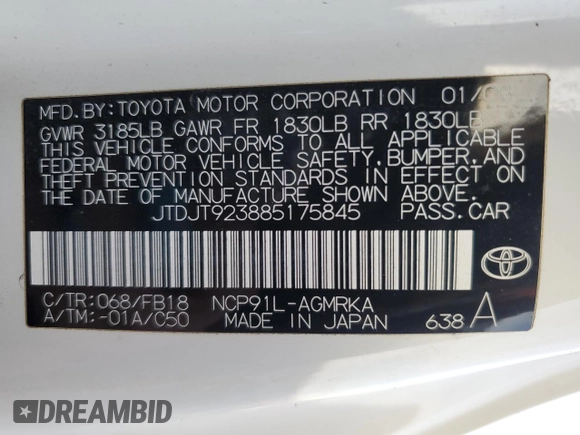 MFD. BY: TOYOTA MOTOR CORPORATION 01/0
GVWR 3185LB GAWR FR 1830LB RR 1830LB
THIS VEHICLE CONFORMS TO ALL APPLICABLE
FEDERAL MOTOR VEHICLE SAFETY, BUMPER, AND
THEFT PREVENTION STANDARDS IN EFFECT ON
THE DATE OF MANUFACTURE SHOWN ABOVE.
JTDJT923885175845 PASS.CAR
C/TR:068/FB18 NCP91L-AGMRKA
A/TM:-01A/C50 MADE IN JAPAN 638 A
DREAMBID